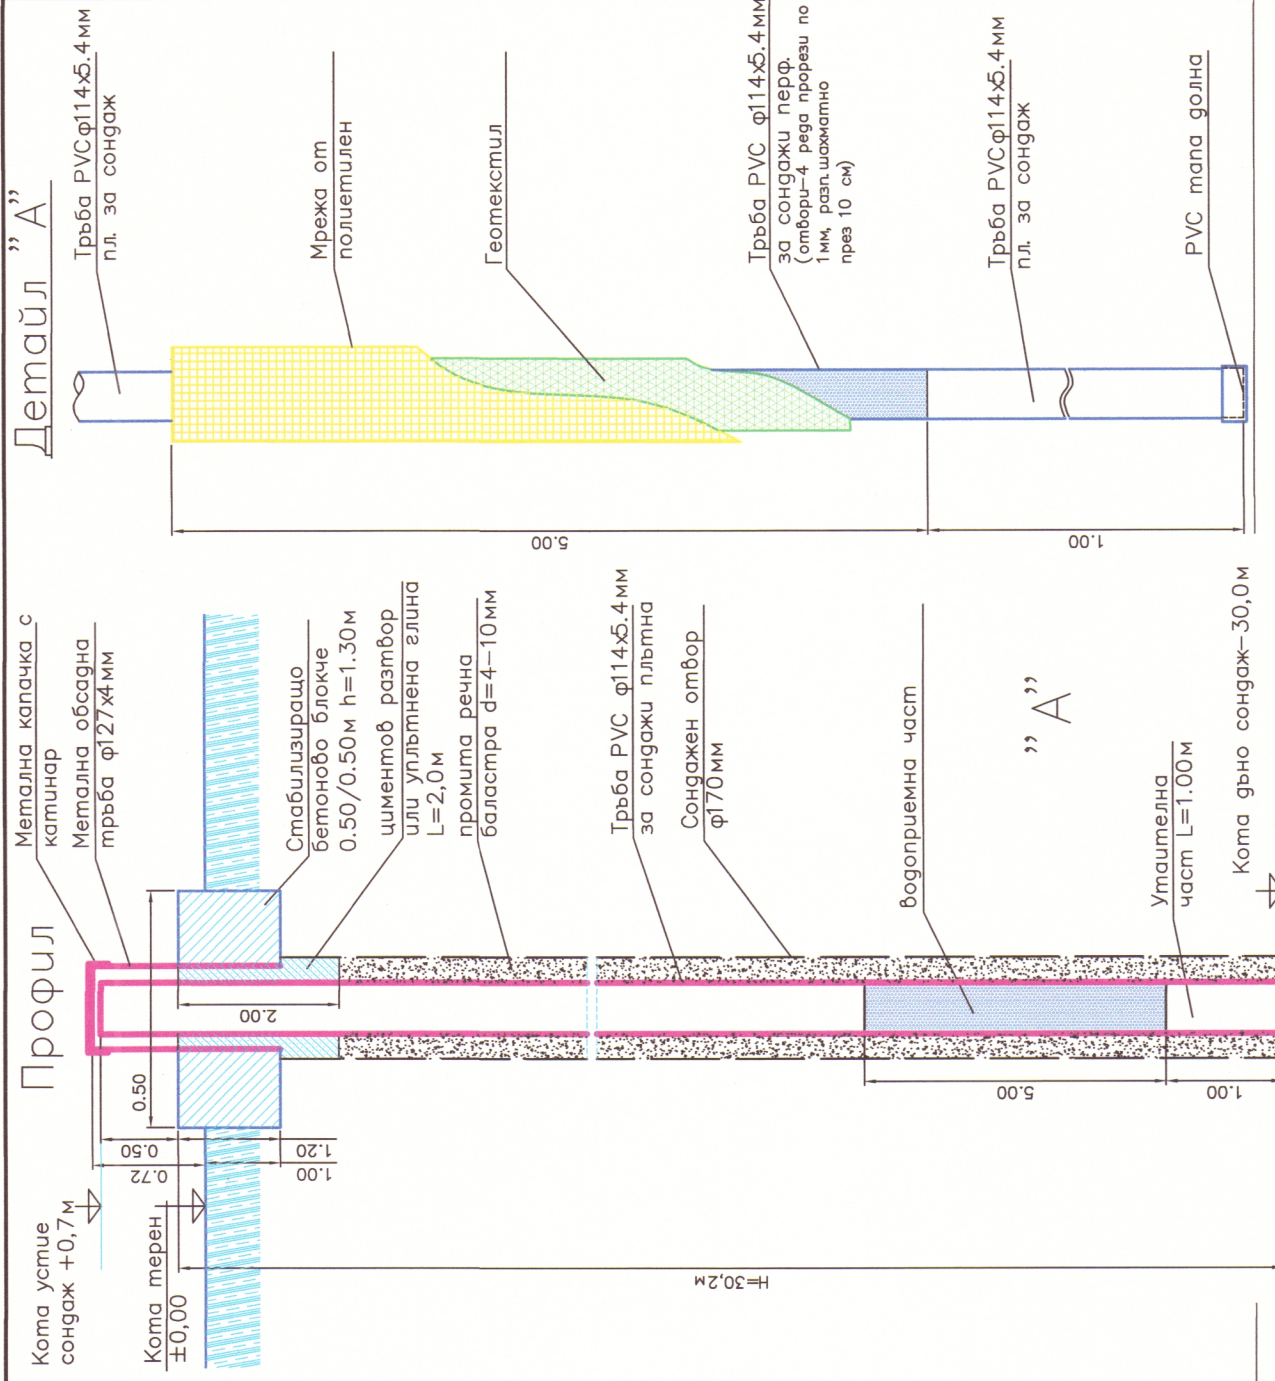 Профил
Кота устие
сондаж +0,7м
Кота терен
±0,00
0.72
0.50
0.50
1.20
1.00
2.00
H=30,2м
5.00
1.00
Метална капачка с
катинар
Метална обсадна
тръба ф127x4мм
Стабилизиращо
бетоново блокче
0.50/0.50м h=1.30м
циментов разтвор
или уплътнена глина
L=2,0м
промита речна
баластра d=4-10мм
Тръба PVC ф114x5.4мм
за сондажи плътна
Сондажен отвор
ф170мм
водоприемна част
„ А ”
Утаителна
част L=1.00м
Кота дъно сондаж-30,0м
Детайл „ А ”
Тръба PVCф114x5.4мм
пл. за сондаж
Мрежа от
полиетилен
Геотекстил
Тръба PVC ф114x5.4мм
за сондажи перф.
(отвори-4 реда прорези по
1мм, разп.шахматно
през 10 см)
Тръба PVCф114x5.4мм
пл. за сондаж
PVC тапа долна
5.00
1.00